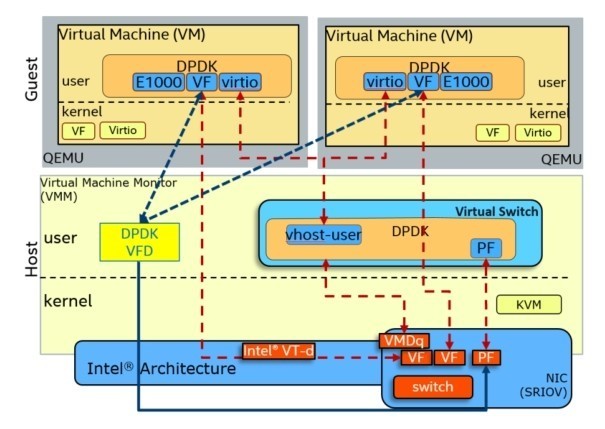 Guest
Virtual Machine (VM)
DPDK
user
E1000 VF virtio
kernel
VF Virtio
QEMU
Virtual Machine (VM)
DPDK
virtio VF E1000
user
kernel
VF Virtio
QEMU
Host
Virtual Machine Monitor
(VMM)
user
DPDK
VFD
Virtual Switch
vhost-user
DPDK
PF
kernel
KVM
VMDq
Intel® VT-d
VF VF PF
Intel® Architecture
switch
NIC
(SRIOV)